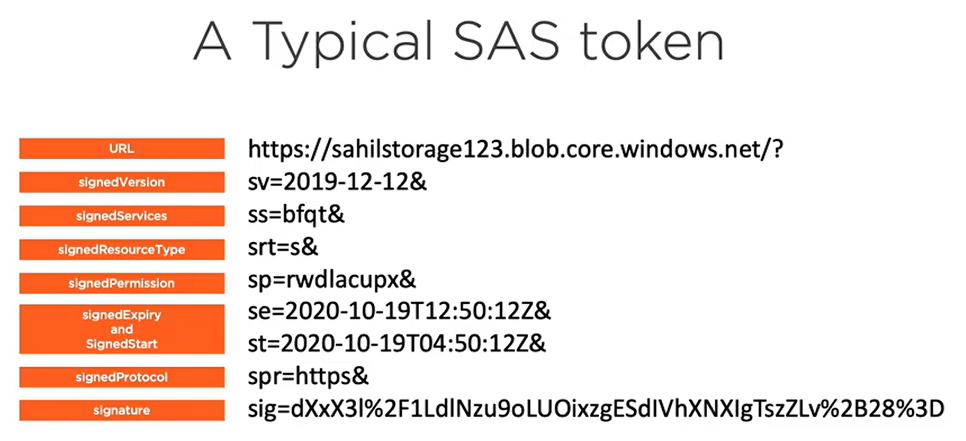 A Typical SAS token
URL https://sahilstorage123.blob.core.windows.net/?
signedVersion sv=2019-12-12&
signedServices ss=bfqt&
signedResourceType srt=s&
signedPermission sp=rwdlacupx&
signedExpiry se=2020-10-19T12:50:12Z&
and
SignedStart st=2020-10-19T04:50:12Z&
signedProtocol spr=https&
signature sig=dXxX3l%2F1LdlNzu9oLUOixzgESdIVhXNXIgTszZLv%2B28%3D